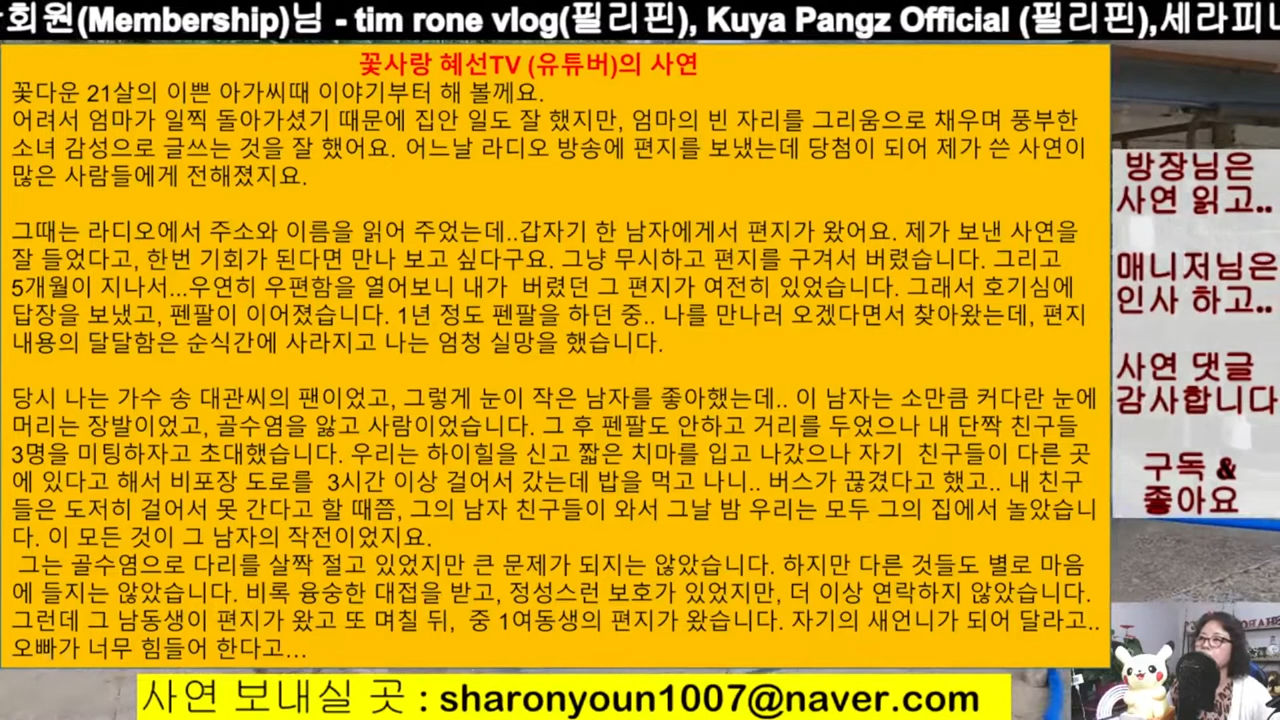 회원(Membership)님 - tim rone vlog(필리핀), Kuya Pangz Official (필리핀),세라피나
꽃사랑 혜선TV (유튜버)의 사연
꽃다운 21살의 이쁜 아가씨때 이야기부터 해 볼께요.
어려서 엄마가 일찍 돌아가셨기 때문에 집안 일도 잘 했지만, 엄마의 빈 자리를 그리움으로 채우며 풍부한
소녀 감성으로 글쓰는 것을 잘 했어요. 어느날 라디오 방송에 편지를 보냈는데 당첨이 되어 제가 쓴 사연이
많은 사람들에게 전해졌지요.
그때는 라디오에서 주소와 이름을 읽어 주었는데..갑자기 한 남자에게서 편지가 왔어요. 제가 보낸 사연을
잘 들었다고, 한번 기회가 된다면 만나 보고 싶다구요. 그냥 무시하고 편지를 구겨서 버렸습니다. 그리고
5개월이 지나서...우연히 우편함을 열어보니 내가 버렸던 그 편지가 여전히 있었습니다. 그래서 호기심에
답장을 보냈고, 펜팔이 이어졌습니다. 1년 정도 펜팔을 하던 중.. 나를 만나러 오겠다면서 찾아왔는데, 편지
내용의 달달함은 순식간에 사라지고 나는 엄청 실망을 했습니다.
당시 나는 가수 송 대관씨의 팬이었고, 그렇게 눈이 작은 남자를 좋아했는데.. 이 남자는 소만큼 커다란 눈에
머리는 장발이었고, 골수염을 앓고 사람이었습니다. 그 후 펜팔도 안하고 거리를 두었으나 내 단짝 친구들
3명을 미팅하자고 초대했습니다. 우리는 하이힐을 신고 짧은 치마를 입고 나갔으나 자기 친구들이 다른 곳
에 있다고 해서 비포장 도로를 3시간 이상 걸어서 갔는데 밥을 먹고 나니.. 버스가 끊겼다고 했고.. 내 친구
들은 도저히 걸어서 못 간다고 할 때쯤, 그의 남자 친구들이 와서 그날 밤 우리는 모두 그의 집에서 놀았습니
다. 이 모든 것이 그 남자의 작전이었지요.
그는 골수염으로 다리를 살짝 절고 있었지만 큰 문제가 되지는 않았습니다. 하지만 다른 것들도 별로 마음
에 들지는 않았습니다. 비록 융숭한 대접을 받고, 정성스런 보호가 있었지만, 더 이상 연락하지 않았습니다.
그런데 그 남동생이 편지가 왔고 또 며칠 뒤, 중 1여동생의 편지가 왔습니다. 자기의 새언니가 되어 달라고..
오빠가 너무 힘들어 한다고...
방장님은
사연 읽고..
매니저님은
인사 하고..
사연 댓글
감사합니다
구독 &
좋아요
사연 보내실 곳 : sharonyoun1007@naver.com